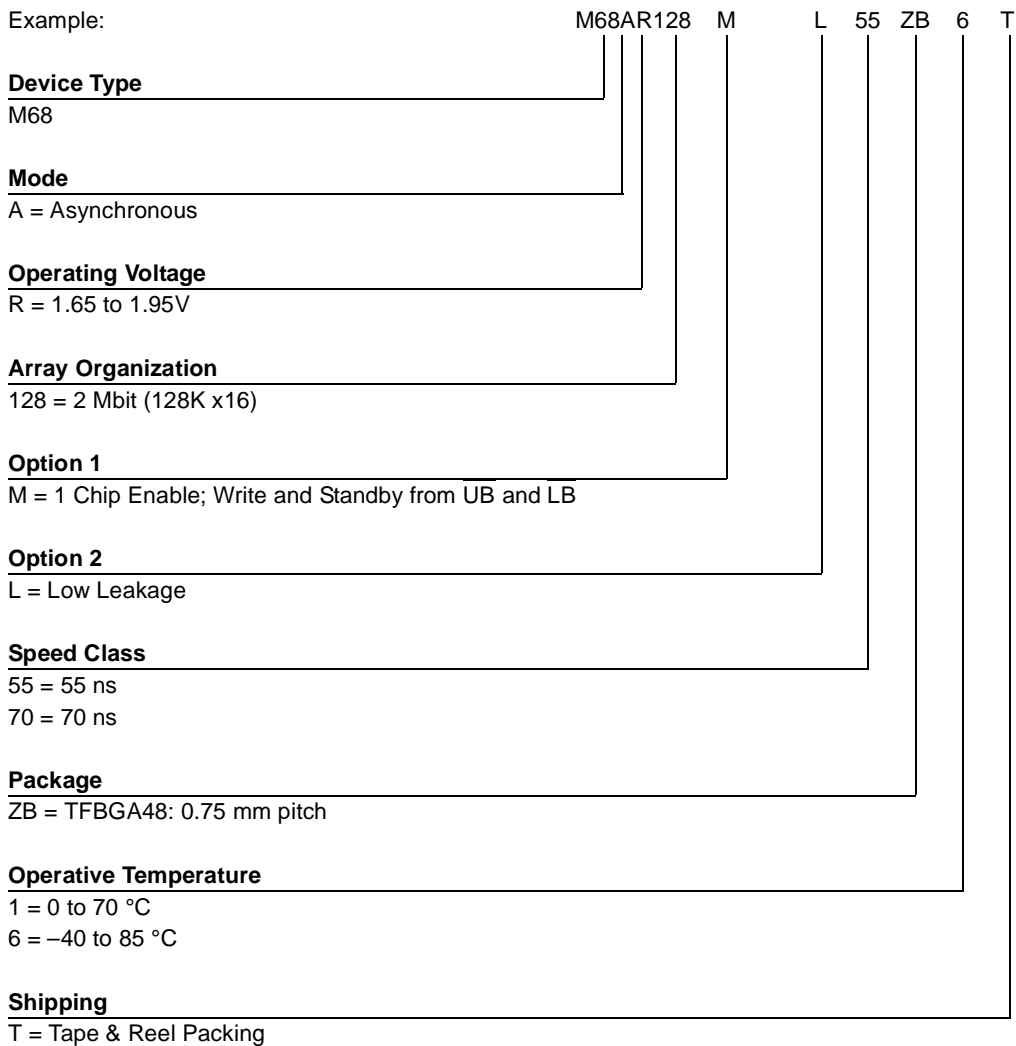 Example: M68AR128 M L 55 ZB 6 T
Device Type
M68
Mode
A = Asynchronous
Operating Voltage
R = 1.65 to 1.95V
Array Organization
128 = 2 Mbit (128K x16)
Option 1
M = 1 Chip Enable; Write and Standby from U̅B̅ and L̅B̅
Option 2
L = Low Leakage
Speed Class
55 = 55 ns
70 = 70 ns
Package
ZB = TFBGA48: 0.75 mm pitch
Operative Temperature
1 = 0 to 70 °C
6 = –40 to 85 °C
Shipping
T = Tape & Reel Packing